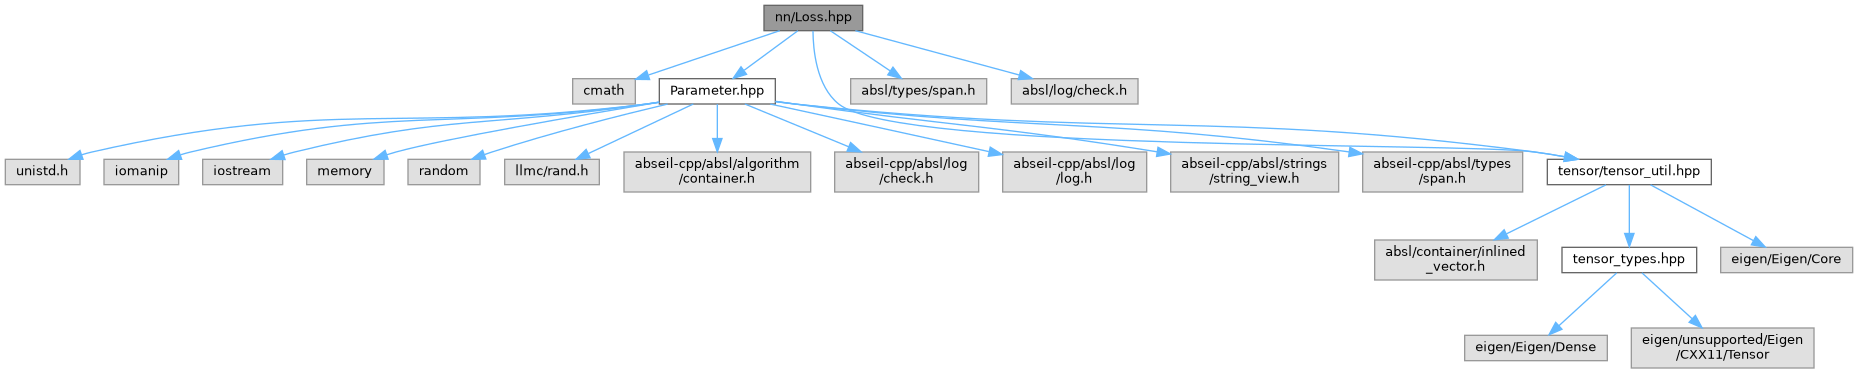 nn/Loss.hpp
cmath
Parameter.hpp
absl/types/span.h
absl/log/check.h
unistd.h
iomanip
iostream
memory
random
llmc/rand.h
abseil-cpp/absl/algorithm
/container.h
abseil-cpp/absl/log
/check.h
abseil-cpp/absl/log
/log.h
abseil-cpp/absl/strings
/string_view.h
abseil-cpp/absl/types
/span.h
tensor/tensor_util.hpp
absl/container/inlined
_vector.h
tensor_types.hpp
eigen/Eigen/Core
eigen/Eigen/Dense
eigen/unsupported/Eigen
/CXX11/Tensor